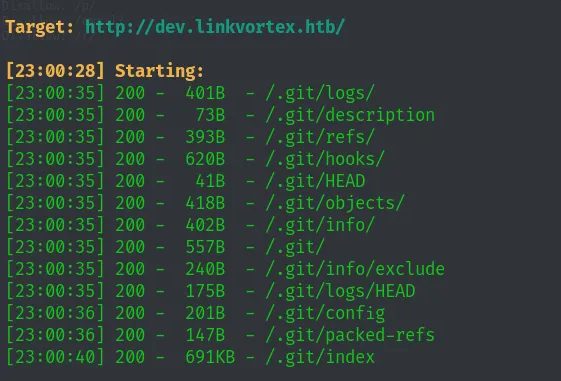 Disallow: /p/
Target: http://dev.linkvortex.htb/
[23:00:28] Starting:
[23:00:35] 200 -  401B  - /.git/logs/
[23:00:35] 200 -   73B  - /.git/description
[23:00:35] 200 -  393B  - /.git/refs/
[23:00:35] 200 -  620B  - /.git/hooks/
[23:00:35] 200 -   41B  - /.git/HEAD
[23:00:35] 200 -  418B  - /.git/objects/
[23:00:35] 200 -  402B  - /.git/info/
[23:00:35] 200 -  557B  - /.git/
[23:00:35] 200 -  240B  - /.git/info/exclude
[23:00:35] 200 -  175B  - /.git/logs/HEAD
[23:00:36] 200 -  201B  - /.git/config
[23:00:36] 200 -  147B  - /.git/packed-refs
[23:00:40] 200 -  691KB - /.git/index